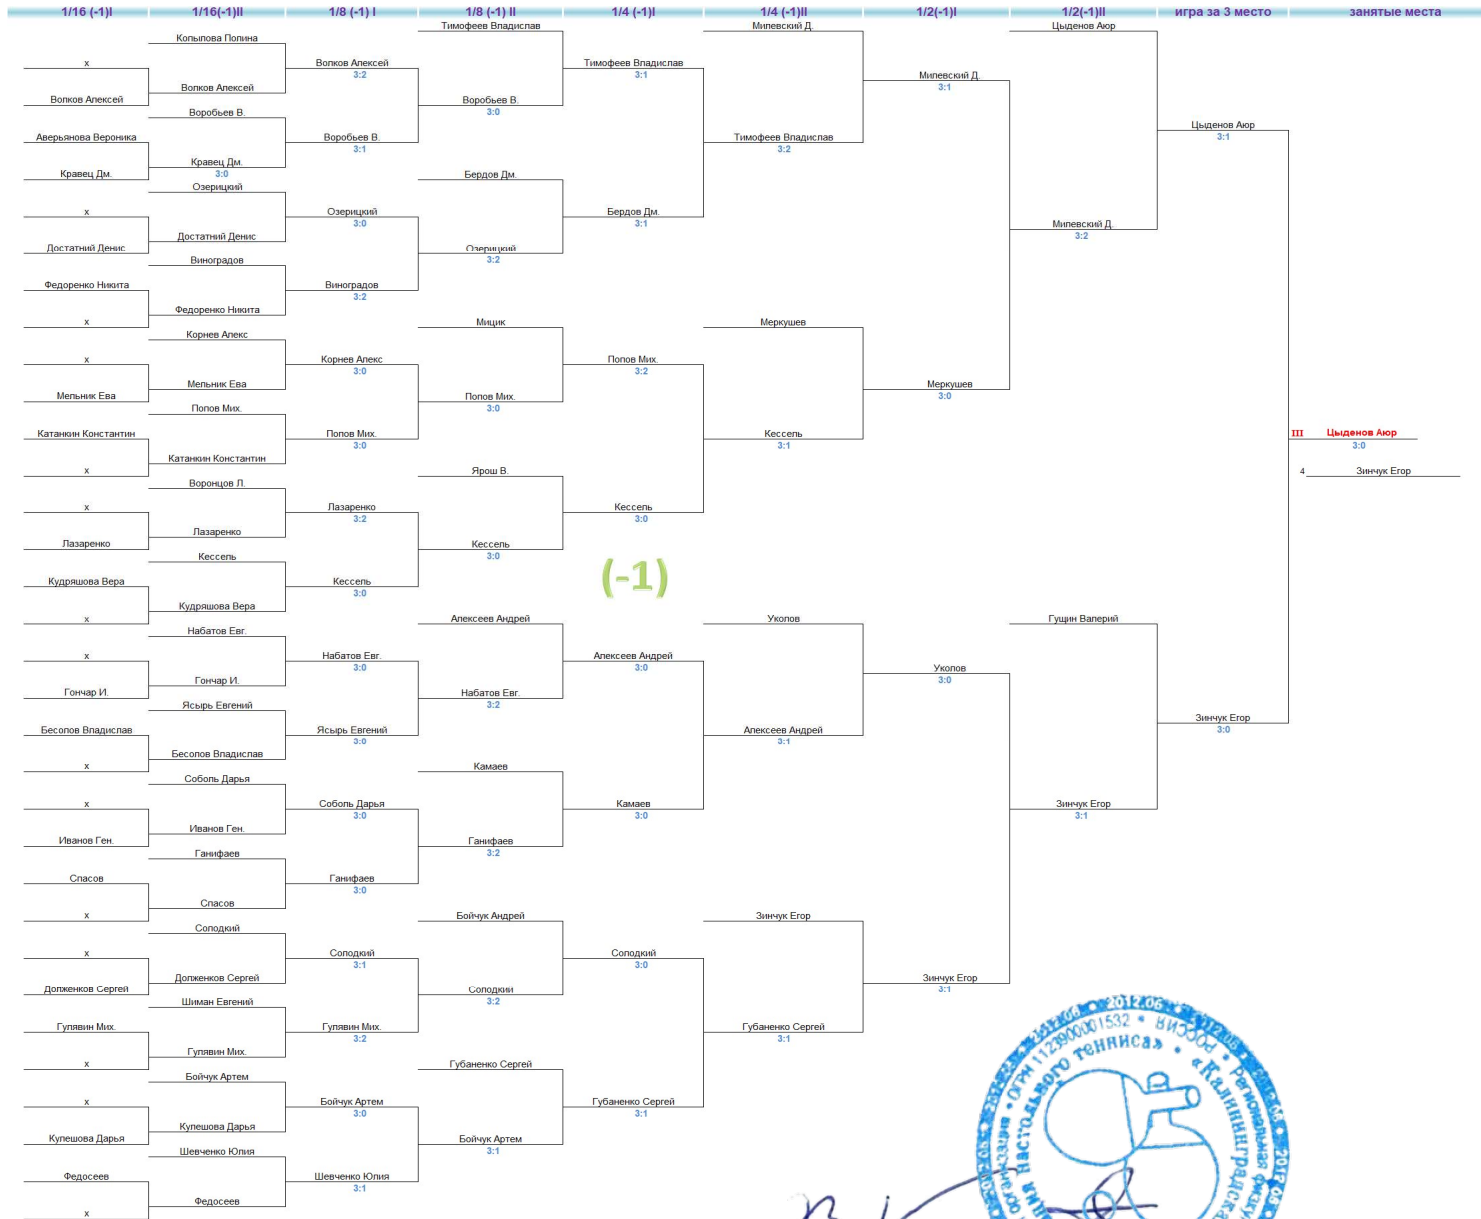 1/16 (-1)I
1/16(-1)II
1/8 (-1) I
1/8 (-1) II
1/4 (-1)I
1/4 (-1)II
1/2(-1)I
1/2(-1)II
игра за 3 место
занятые места
х
Волков Алексей
Аверьянова Вероника
Кравец Дм.
х
Достатний Денис
Федоренко Никита
х
х
Мельник Ева
Катанкин Константин
х
х
Лазаренко
Кудряшова Вера
х
х
Гончар И.
Бесолов Владислав
х
х
Иванов Ген.
Спасов
х
х
Долженков Сергей
Гулявин Мих.
х
х
Кулешова Дарья
Федосеев
х
Копылова Полина
Волков Алексей
Воробьев В.
Кравец Дм.
3:0
Озерицкий
Достатний Денис
Виноградов
Федоренко Никита
Корнев Алекс
Мельник Ева
Попов Мих.
Катанкин Константин
Воронцов Л.
Лазаренко
Кессель
Кудряшова Вера
Набатов Евг.
Гончар И.
Ясырь Евгений
Бесолов Владислав
Соболь Дарья
Иванов Ген.
Ганифаев
Спасов
Солодкий
Долженков Сергей
Шиман Евгений
Гулявин Мих.
Бойчук Артем
Кулешова Дарья
Шевченко Юлия
Федосеев
Волков Алексей
3:2
Воробьев В.
3:1
Озерицкий
3:0
Виноградов
3:2
Корнев Алекс
3:0
Попов Мих.
3:0
Лазаренко
3:2
Кессель
3:0
Набатов Евг.
3:0
Ясырь Евгений
3:0
Соболь Дарья
3:0
Ганифаев
3:0
Солодкий
3:1
Гулявин Мих.
3:2
Бойчук Артем
3:0
Шевченко Юлия
3:1
Тимофеев Владислав
Воробьев В.
3:0
Бердов Дм.
Озерицкий
3:2
Мицик
Попов Мих.
3:0
Ярош В.
Кессель
3:0
Алексеев Андрей
Набатов Евг.
3:2
Камаев
Ганифаев
3:2
Бойчук Андрей
Солодкий
3:2
Губаненко Сергей
Бойчук Артем
3:1
Тимофеев Владислав
3:1
Бердов Дм.
3:1
Попов Мих.
3:2
Кессель
3:0
(-1)
Алексеев Андрей
3:0
Камаев
3:0
Солодкий
3:0
Губаненко Сергей
3:1
Милевский Д.
Тимофеев Владислав
3:2
Меркушев
Кессель
3:1
Уколов
Алексеев Андрей
3:1
Зинчук Егор
Губаненко Сергей
3:1
Милевский Д.
3:1
Меркушев
3:0
Уколов
3:0
Зинчук Егор
3:1
Цыденов Аюр
Милевский Д.
3:2
Гущин Валерий
Зинчук Егор
3:1
Цыденов Аюр
3:1
Зинчук Егор
3:0
III Цыденов Аюр
3:0
4 Зинчук Егор
2012.06
ОГРН 1123900001532 * РОССИЯ * Региональная
организация
настольного тенниса» * «Калининградская